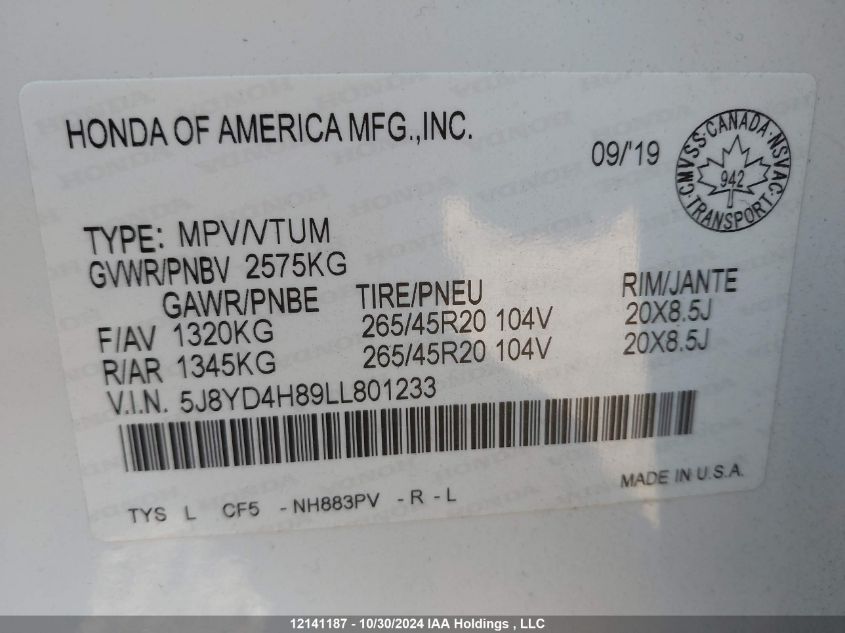 HONDA OF AMERICA MFG.,INC.
09/'19
CMVSS·CANADA·NSVAC·TRANSPORT
942
TYPE: MPV/VTUM
GVWR/PNBV 2575KG
GAWR/PNBE TIRE/PNEU RIM/JANTE
F/AV 1320KG 265/45R20 104V 20X8.5J
R/AR 1345KG 265/45R20 104V 20X8.5J
V.I.N. 5J8YD4H89LL801233
MADE IN U.S.A.
TYS L CF5 -NH883PV -R-L
12141187 - 10/30/2024 IAA Holdings , LLC